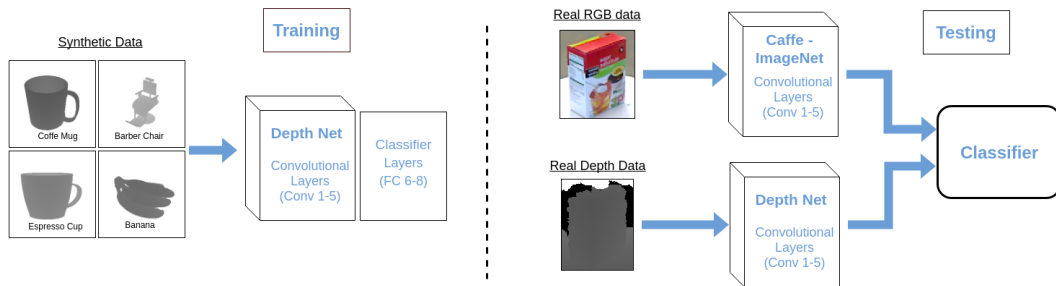 Training
Synthetic Data
Coffe Mug
Barber Chair
Espresso Cup
Banana
Depth Net
Convolutional
Layers
(Conv 1-5)
Classifier
Layers
(FC 6-8)
Real RGB data
Caffe -
ImageNet
Convolutional
Layers
(Conv 1-5)
Testing
Real Depth Data
Depth Net
Convolutional
Layers
(Conv 1-5)
Classifier